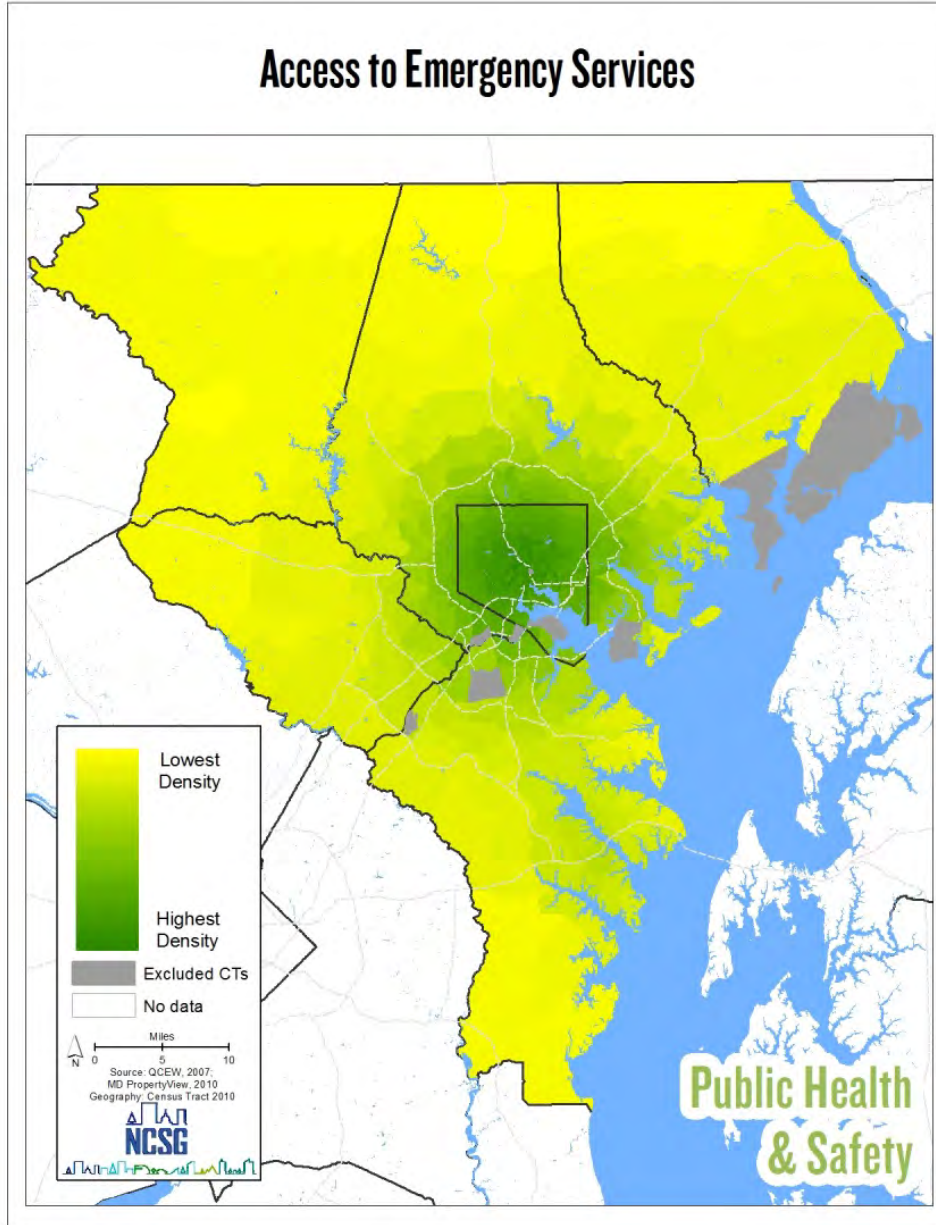 Access to Emergency Services
Lowest
Density
Highest
Density
Excluded CTs
No data
Miles
N
0 5 10
Source: QCEW, 2007;
MD PropertyView, 2010
Geography: Census Tract 2010
NCSG
Public Health
& Safety